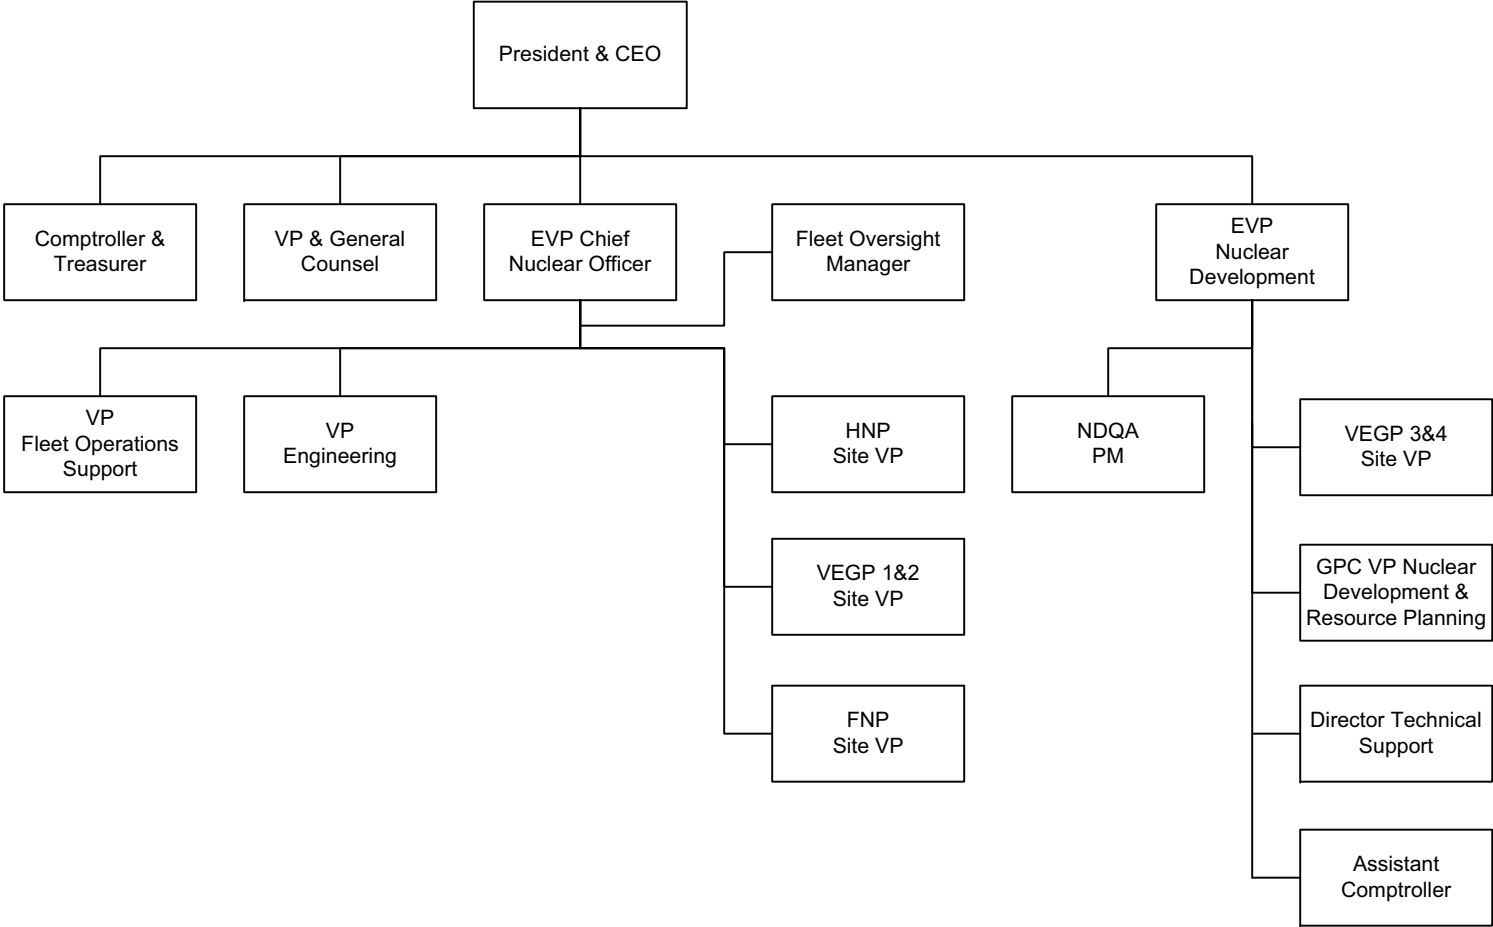 President & CEO
Comptroller &
Treasurer
VP & General
Counsel
EVP Chief
Nuclear Officer
Fleet Oversight
Manager
EVP
Nuclear
Development
VP
Fleet Operations
Support
VP
Engineering
HNP
Site VP
NDQA
PM
VEGP 3&4
Site VP
VEGP 1&2
Site VP
GPC VP Nuclear
Development &
Resource Planning
FNP
Site VP
Director Technical
Support
Assistant
Comptroller